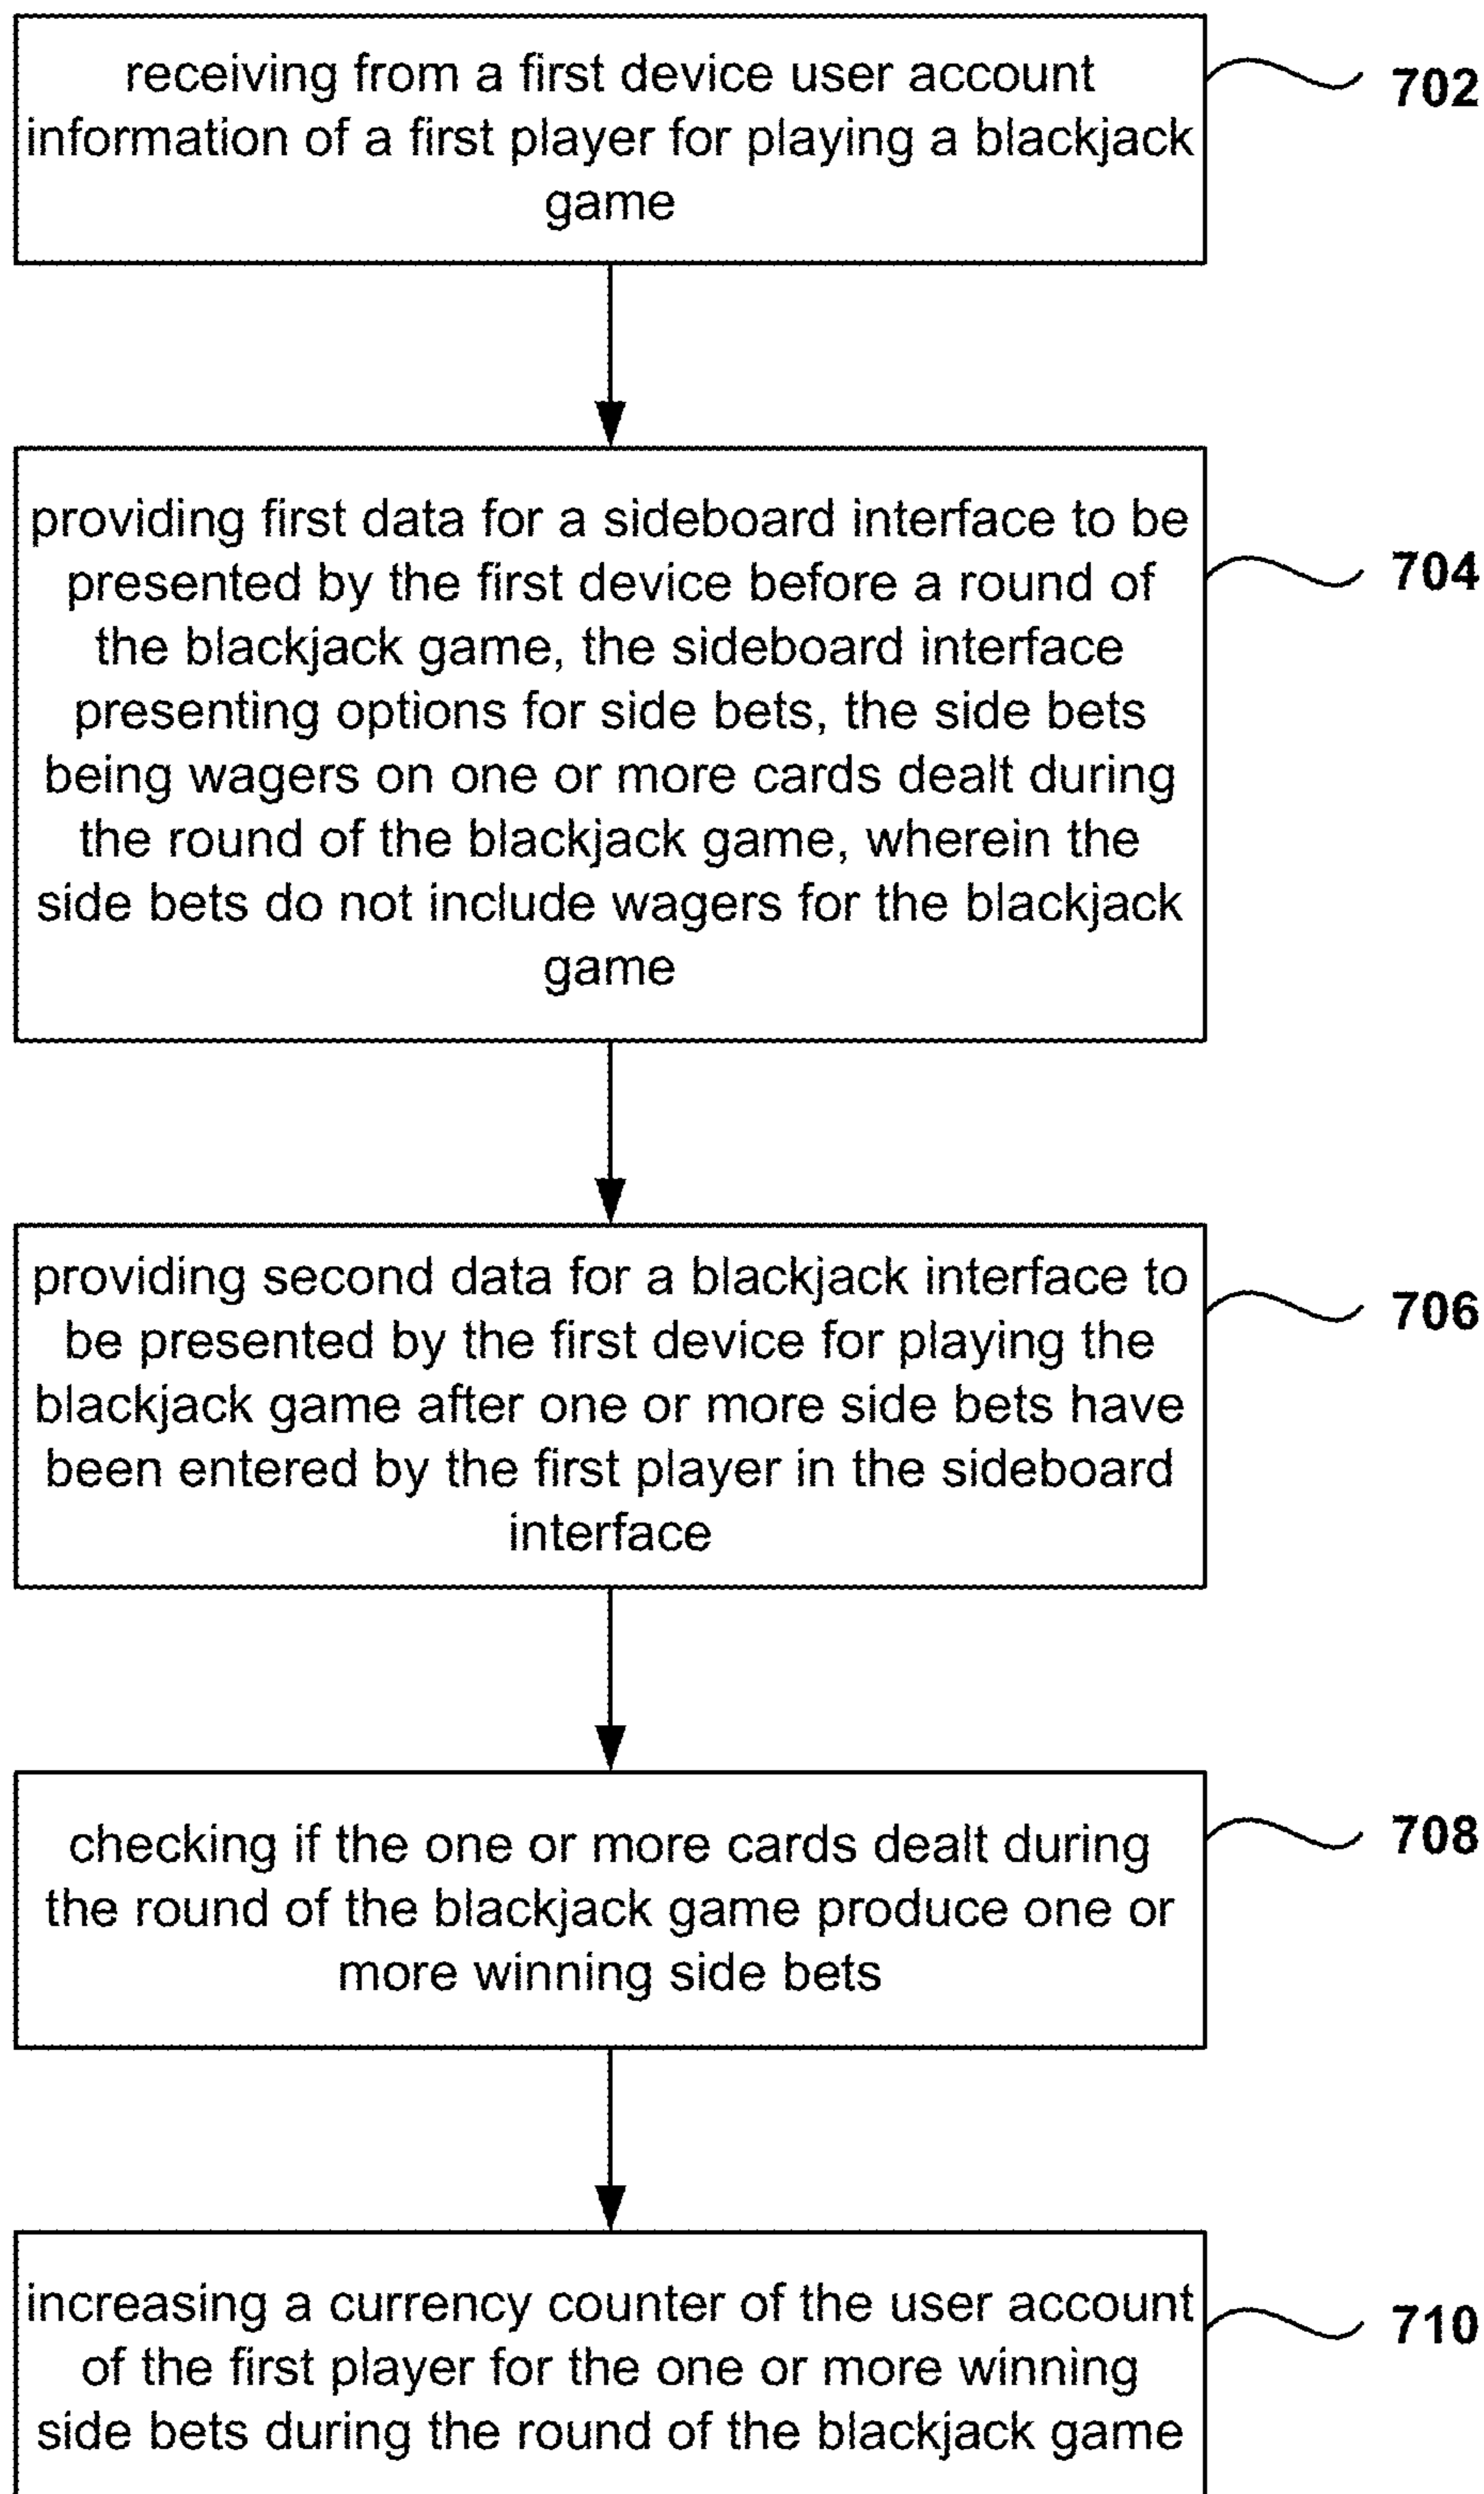 receiving from a first device user account
information of a first player for playing a blackjack
game
702
providing first data for a sideboard interface to be
presented by the first device before a round of
the blackjack game, the sideboard interface
presenting options for side bets, the side bets
being wagers on one or more cards dealt during
the round of the blackjack game, wherein the
side bets do not include wagers for the blackjack
game
704
providing second data for a blackjack interface to
be presented by the first device for playing the
blackjack game after one or more side bets have
been entered by the first player in the sideboard
interface
706
checking if the one or more cards dealt during
the round of the blackjack game produce one or
more winning side bets
708
increasing a currency counter of the user account
of the first player for the one or more winning
side bets during the round of the blackjack game
710